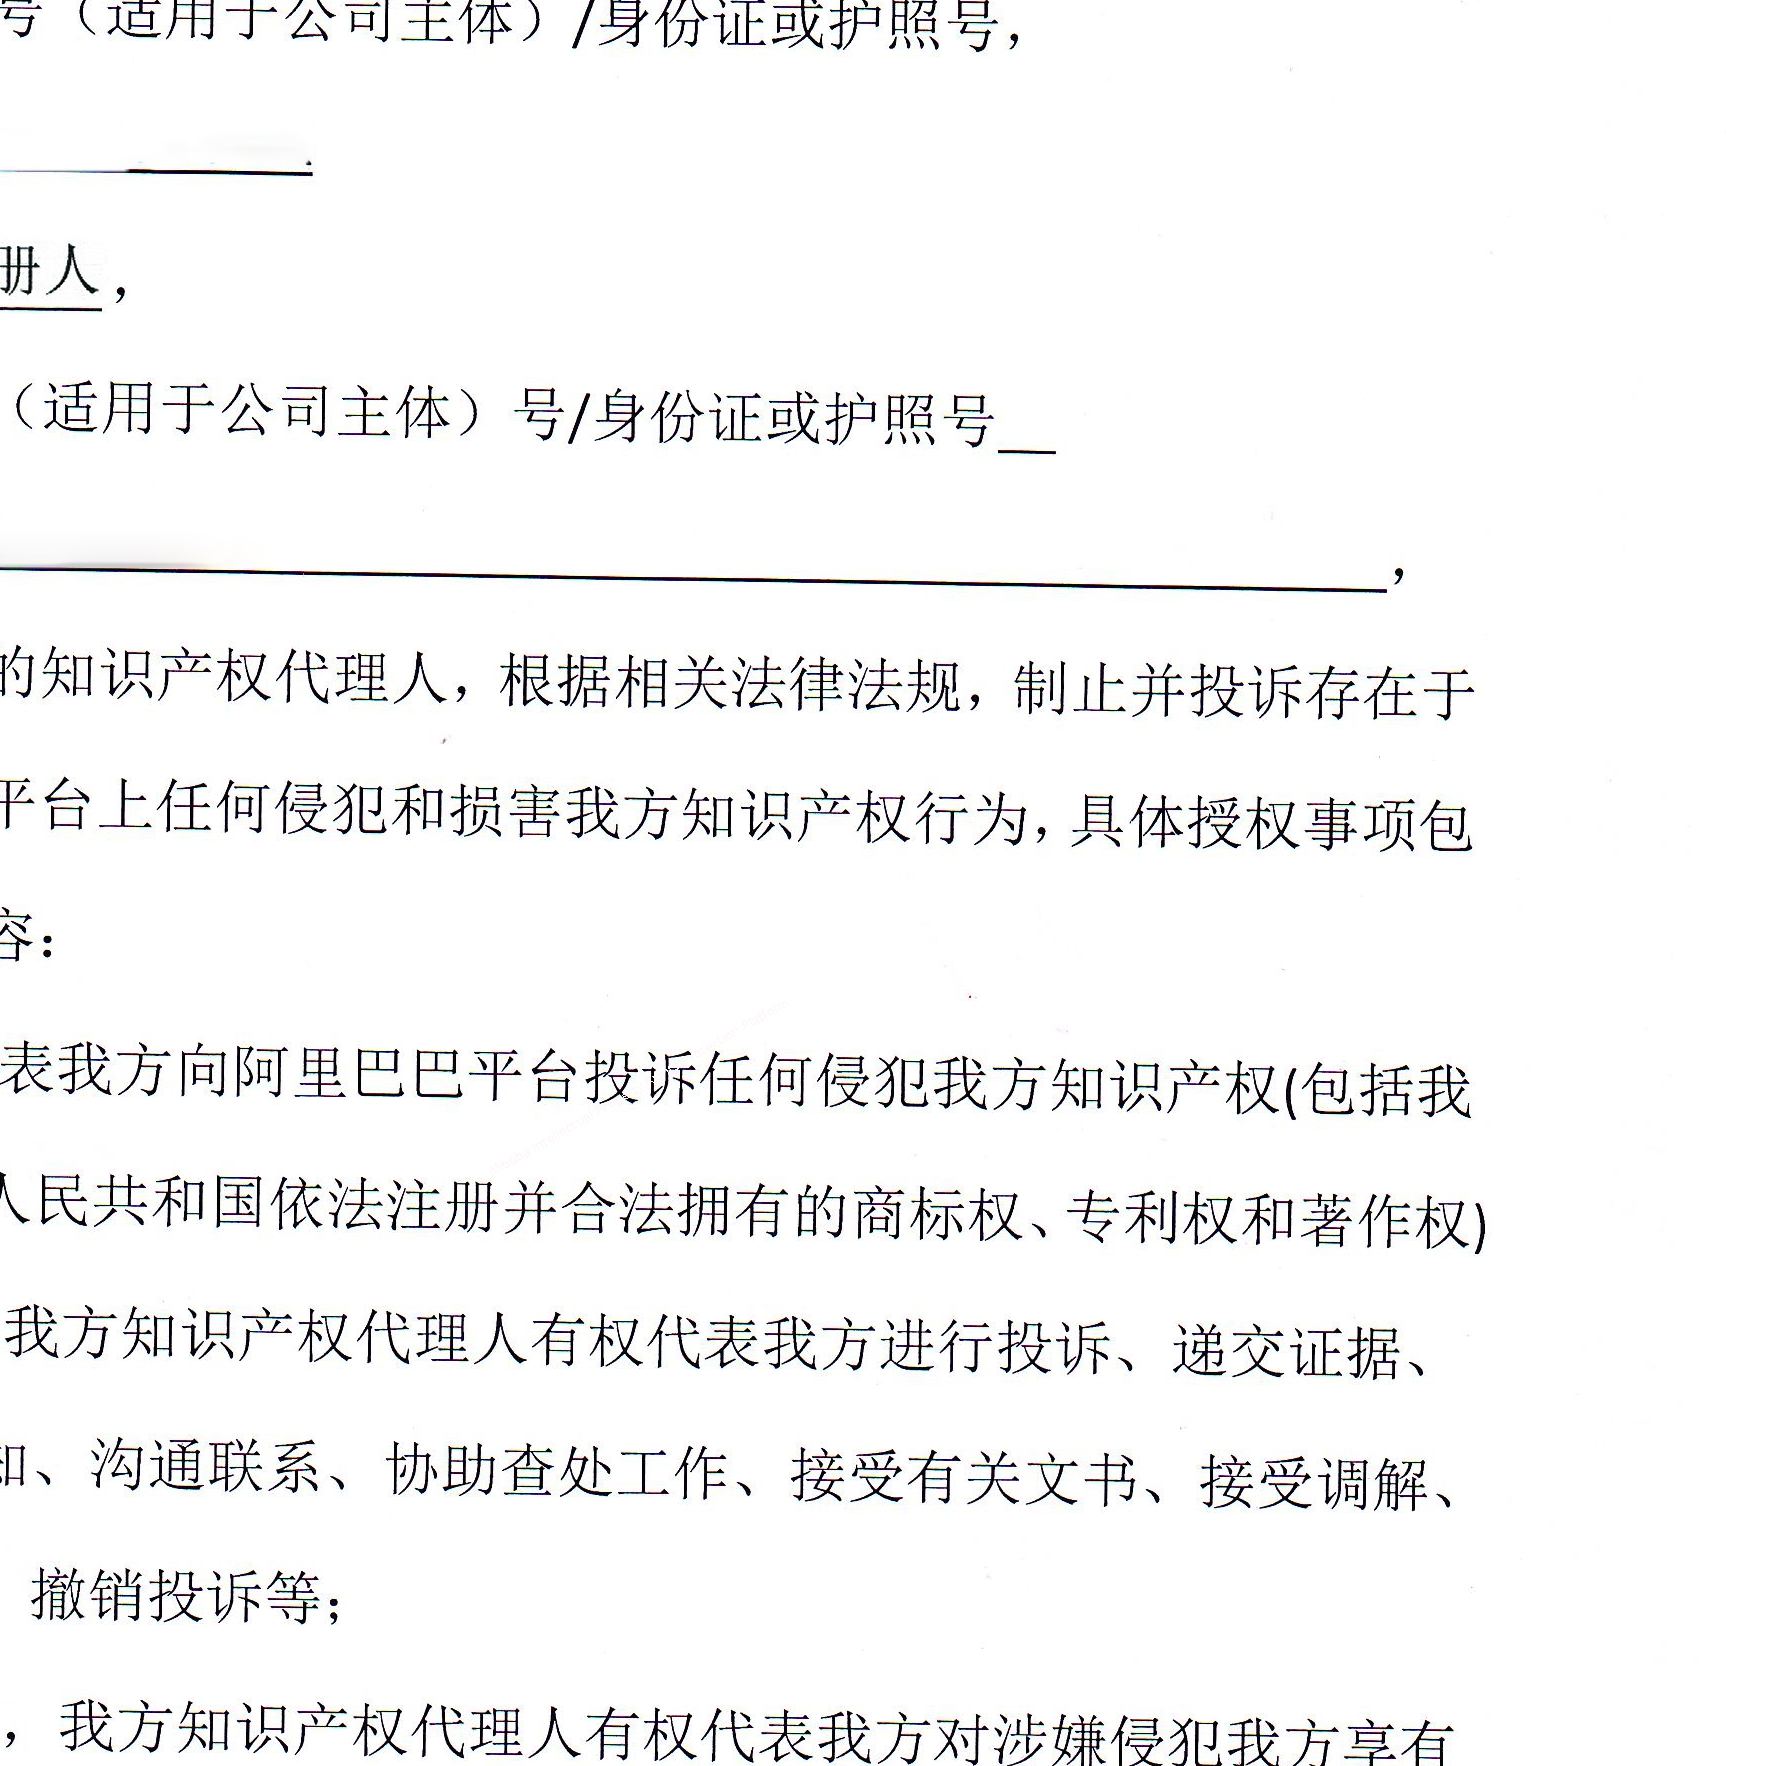 号（适用于公司主体）/身份证或护照号，
册人，
（适用于公司主体）号/身份证或护照号__
，
的知识产权代理人，根据相关法律法规，制止并投诉存在于
平台上任何侵犯和损害我方知识产权行为，具体授权事项包
容：
表我方向阿里巴巴平台投诉任何侵犯我方知识产权(包括我
人民共和国依法注册并合法拥有的商标权、专利权和著作权)
我方知识产权代理人有权代表我方进行投诉、递交证据、
知、沟通联系、协助查处工作、接受有关文书、接受调解、
撤销投诉等；
，我方知识产权代理人有权代表我方对涉嫌侵犯我方享有